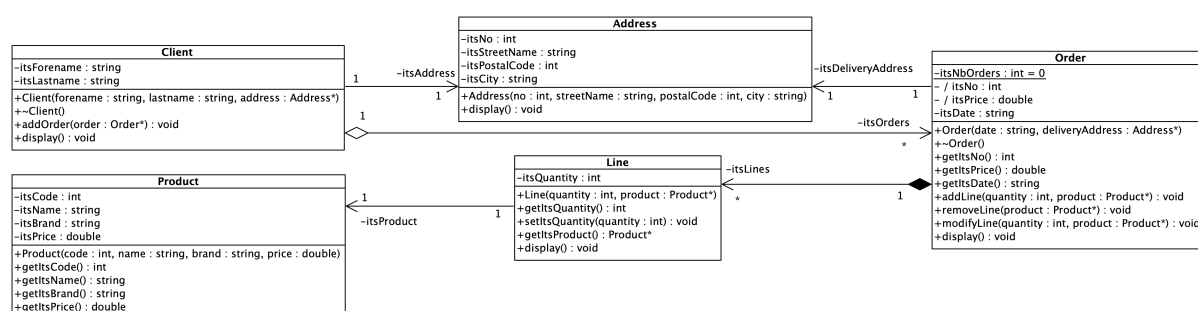 Client
-itsForename : string
-itsLastname : string
+Client(forename : string, lastname : string, address : Address*)
+~Client()
+addOrder(order : Order*) : void
+display() : void
1
-itsAddress
1
Address
-itsNo : int
-itsStreetName : string
-itsPostalCode : int
-itsCity : string
+Address(no : int, streetName : string, postalCode : int, city : string)
+display() : void
-itsDeliveryAddress
1
1
Order
-itsNbOrders : int = 0
- / itsNo : int
- / itsPrice : double
-itsDate : string
+Order(date : string, deliveryAddress : Address*)
+~Order()
+getItsNo() : int
+getItsPrice() : double
+getItsDate() : string
+addLine(quantity : int, product : Product*) : void
+removeLine(product : Product*) : void
+modifyLine(quantity : int, product : Product*) : void
+display() : void
1
-itsOrders
*
Product
-itsCode : int
-itsName : string
-itsBrand : string
-itsPrice : double
+Product(code : int, name : string, brand : string, price : double)
+getItsCode() : int
+getItsName() : string
+getItsBrand() : string
+getItsPrice() : double
1
-itsProduct
1
Line
-itsQuantity : int
+Line(quantity : int, product : Product*)
+getItsQuantity() : int
+setItsQuantity(quantity : int) : void
+getItsProduct() : Product*
+display() : void
-itsLines
*
1